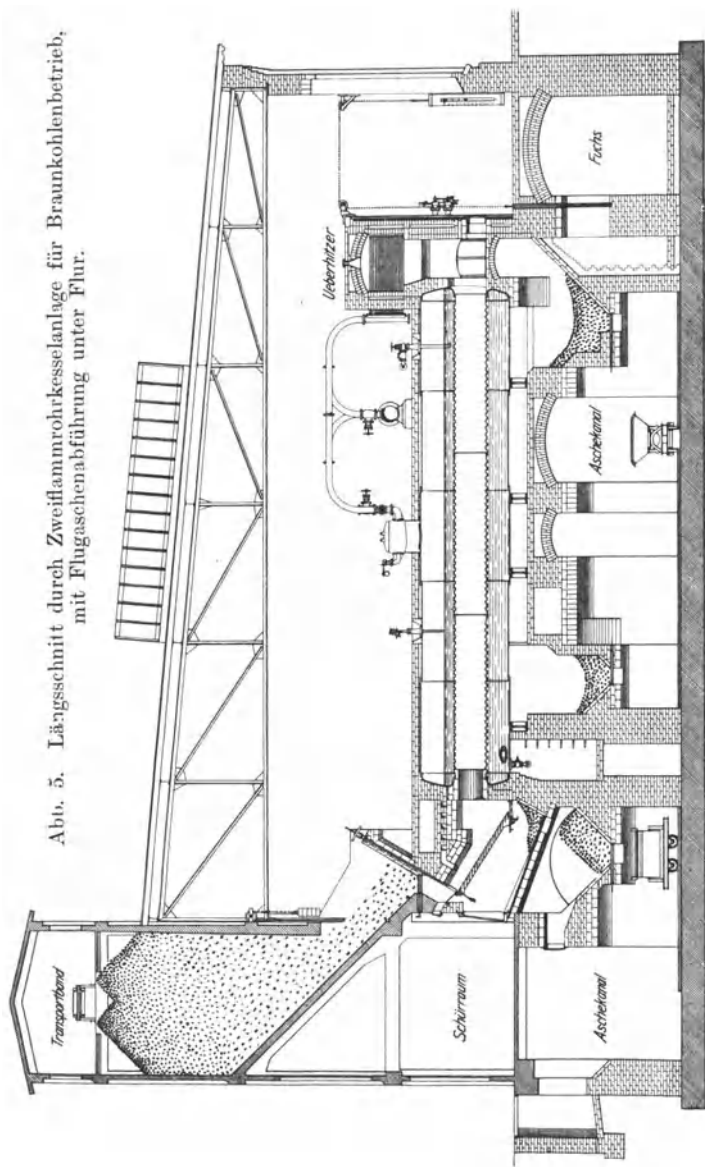 Abb. 5. Längsschnitt durch Zweiflammrohrkesselanlage für Braunkohlenbetrieb,
mit Flugaschenabführung unter Flur.
Transportband
Schürraum
Aschekanal
Ueberhitzer
Aschekanal
Fuchs